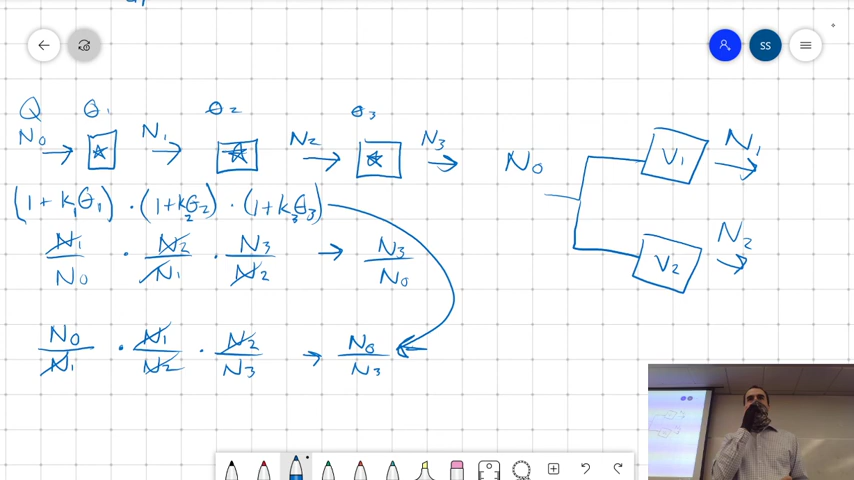 SS
Q θ1 θ2 θ3
N0 → → N1 → → N2 → → N3 →
(1 + k1θ1) · (1 + k2θ2) · (1 + k3θ3)
N1/N0 · N2/N1 · N3/N2 → N3/N0
N0/N1 · N1/N2 · N2/N3 → N0/N3
N0 V1 N1
V2 N2